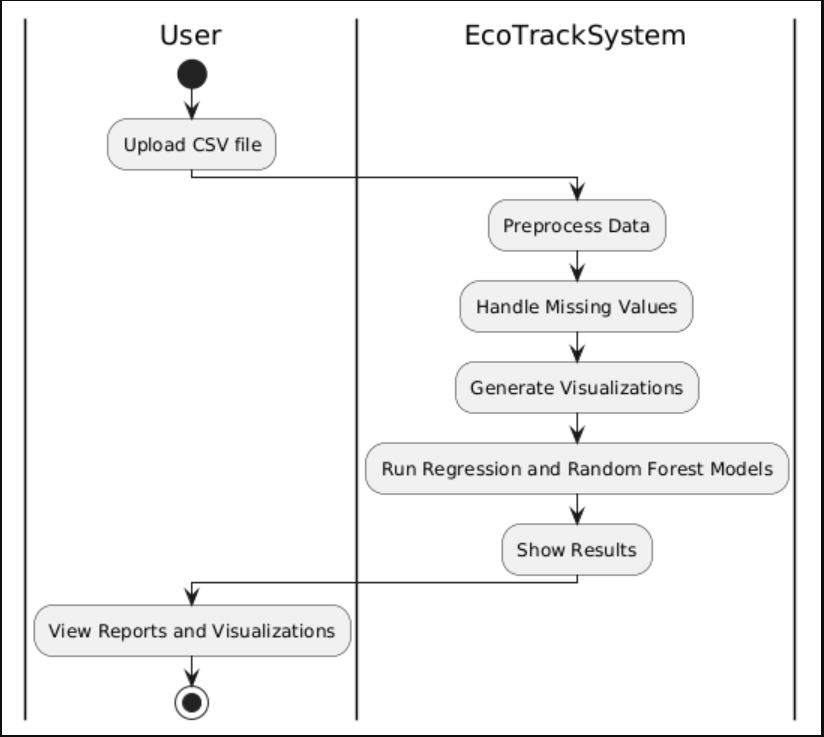 User
EcoTrackSystem
Upload CSV file
Preprocess Data
Handle Missing Values
Generate Visualizations
Run Regression and Random Forest Models
Show Results
View Reports and Visualizations